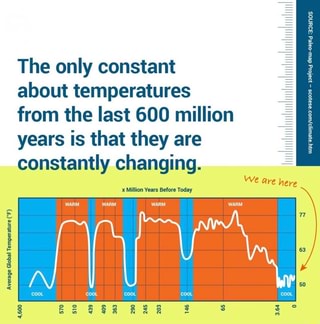 The only constant
about temperatures
from the last 600 million
years is that they are
constantly changing.
SOURCE: Paleo-map Project – scotese.com/climate.htm
We are here
x Million Years Before Today
WARM WARM WARM WARM
Average Global Temperature (°F)
77
63
50
COOL COOL COOL COOL COOL
4,600 570 510 439 409 363 290 245 203 146 65 3.64 0